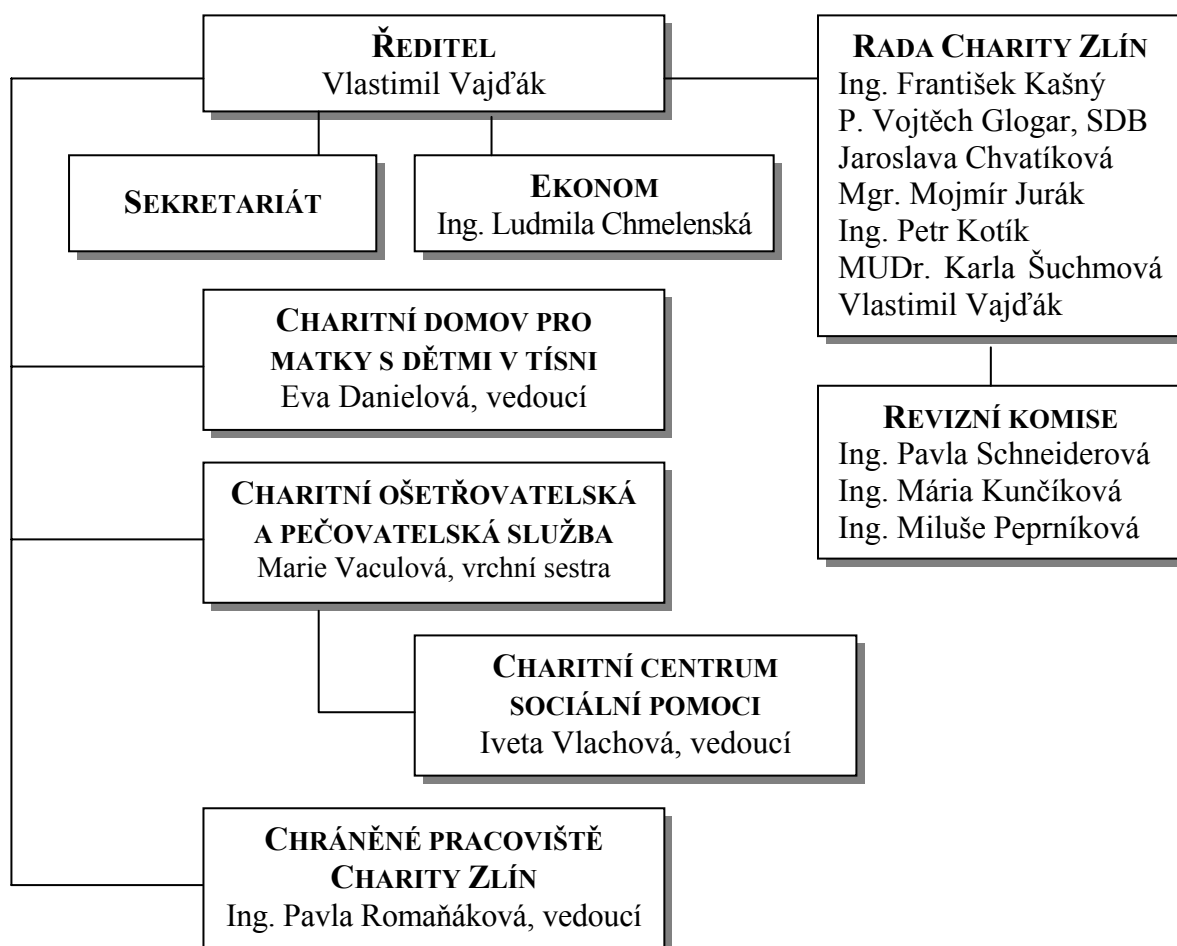 ŘEDITEL
Vlastimil Vajďák
SEKRETARIÁT
EKONOM
Ing. Ludmila Chmelenská
RADA CHARITY ZLÍN
Ing. František Kašný
P. Vojtěch Glogar, SDB
Jaroslava Chvatíková
Mgr. Mojmír Jurák
Ing. Petr Kotík
MUDr. Karla Šuchmová
Vlastimil Vajďák
REVIZNÍ KOMISE
Ing. Pavla Schneiderová
Ing. Mária Kunčíková
Ing. Miluše Peprníková
CHARITNÍ DOMOV PRO
MATKY S DĚTMI V TÍSNI
Eva Danielová, vedoucí
CHARITNÍ OŠETŘOVATELSKÁ
A PEČOVATELSKÁ SLUŽBA
Marie Vaculová, vrchní sestra
CHARITNÍ CENTRUM
SOCIÁLNÍ POMOCI
Iveta Vlachová, vedoucí
CHRÁNĚNÉ PRACOVIŠTĚ
CHARITY ZLÍN
Ing. Pavla Romaňáková, vedoucí